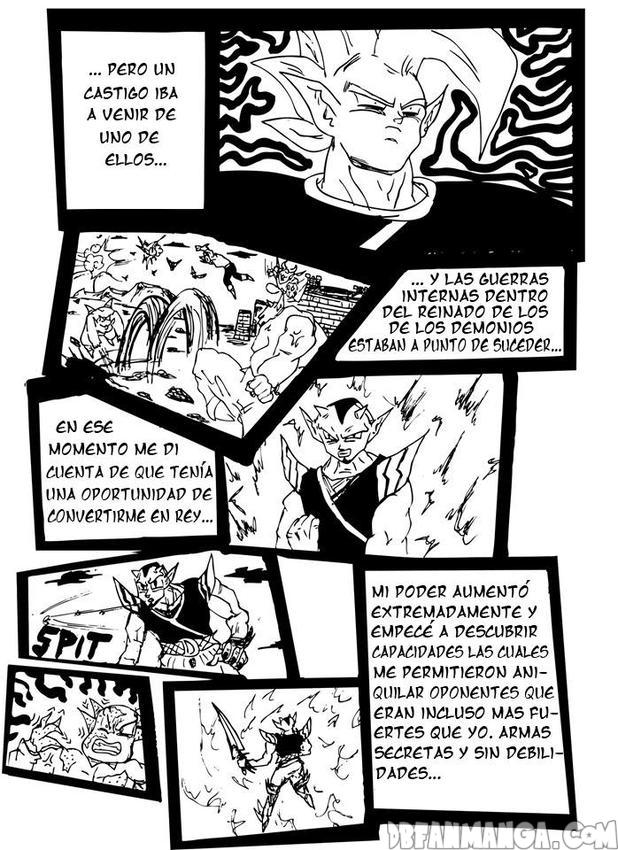 ... PERO UN
CASTIGO IBA
A VENIR DE
UNO DE
ELLOS...
... Y LAS GUERRAS
INTERNAS DENTRO
DEL REINADO DE LOS
DE LOS DEMONIOS
ESTABAN A PUNTO DE SUCEDER...
EN ESE
MOMENTO ME DI
CUENTA DE QUE TENÍA
UNA OPORTUNIDAD DE
CONVERTIRME EN REY...
SPIT
MI PODER AUMENTÓ
EXTREMADAMENTE Y
EMPECÉ A DESCUBRIR
CAPACIDADES LAS CUALES
ME PERMITIERON ANI-
QUILAR OPONENTES QUE
ERAN INCLUSO MAS FUE-
TES QUE YO. ARMAS
SECRETAS Y SIN DEBILI-
DADES...
DBFANMANGA.COM